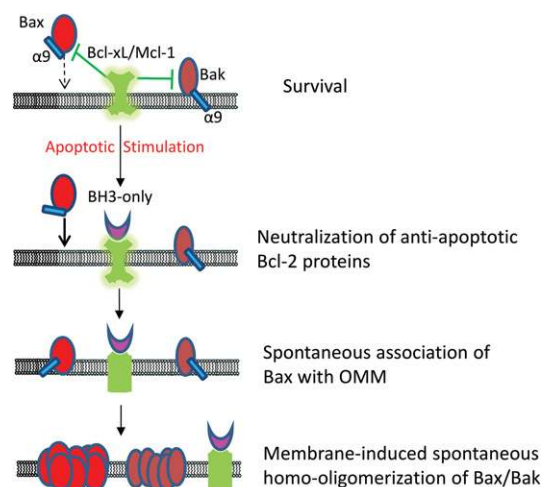 Bax
α9
Bcl-xL/Mcl-1
Bak
α9
Survival
Apoptotic Stimulation
BH3-only
Neutralization of anti-apoptotic
Bcl-2 proteins
Spontaneous association of
Bax with OMM
Membrane-induced spontaneous
homo-oligomerization of Bax/Bak